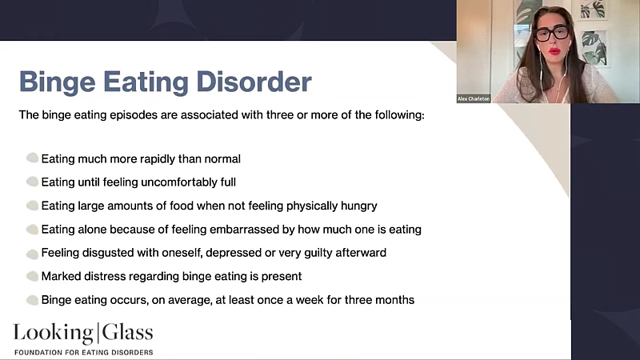 Binge Eating Disorder
The binge eating episodes are associated with three or more of the following:
Eating much more rapidly than normal
Eating until feeling uncomfortably full
Eating large amounts of food when not feeling physically hungry
Eating alone because of feeling embarrassed by how much one is eating
Feeling disgusted with oneself, depressed or very guilty afterward
Marked distress regarding binge eating is present
Binge eating occurs, on average, at least once a week for three months
Looking|Glass
FOUNDATION FOR EATING DISORDERS
Alex Charleton